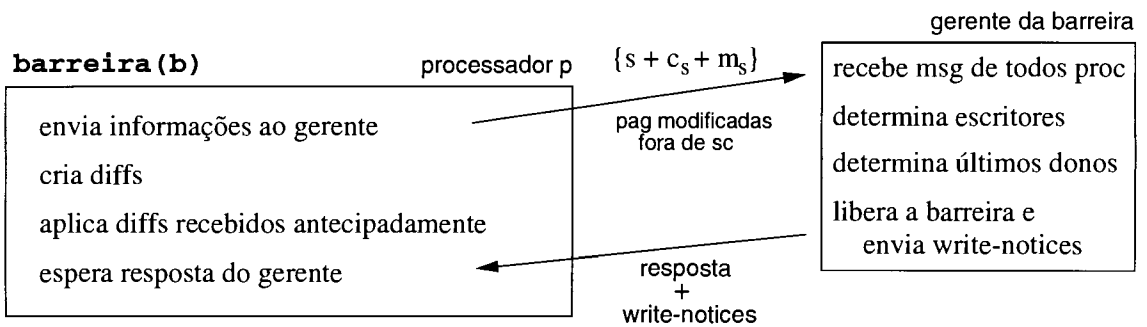 gerente da barreira
barreira(b)
processador p
{s + cₛ + mₛ}
envia informações ao gerente
cria diffs
aplica diffs recebidos antecipadamente
espera resposta do gerente
pag modificadas
fora de sc
recebe msg de todos proc
determina escritores
determina últimos donos
libera a barreira e
envia write-notices
resposta
+
write-notices